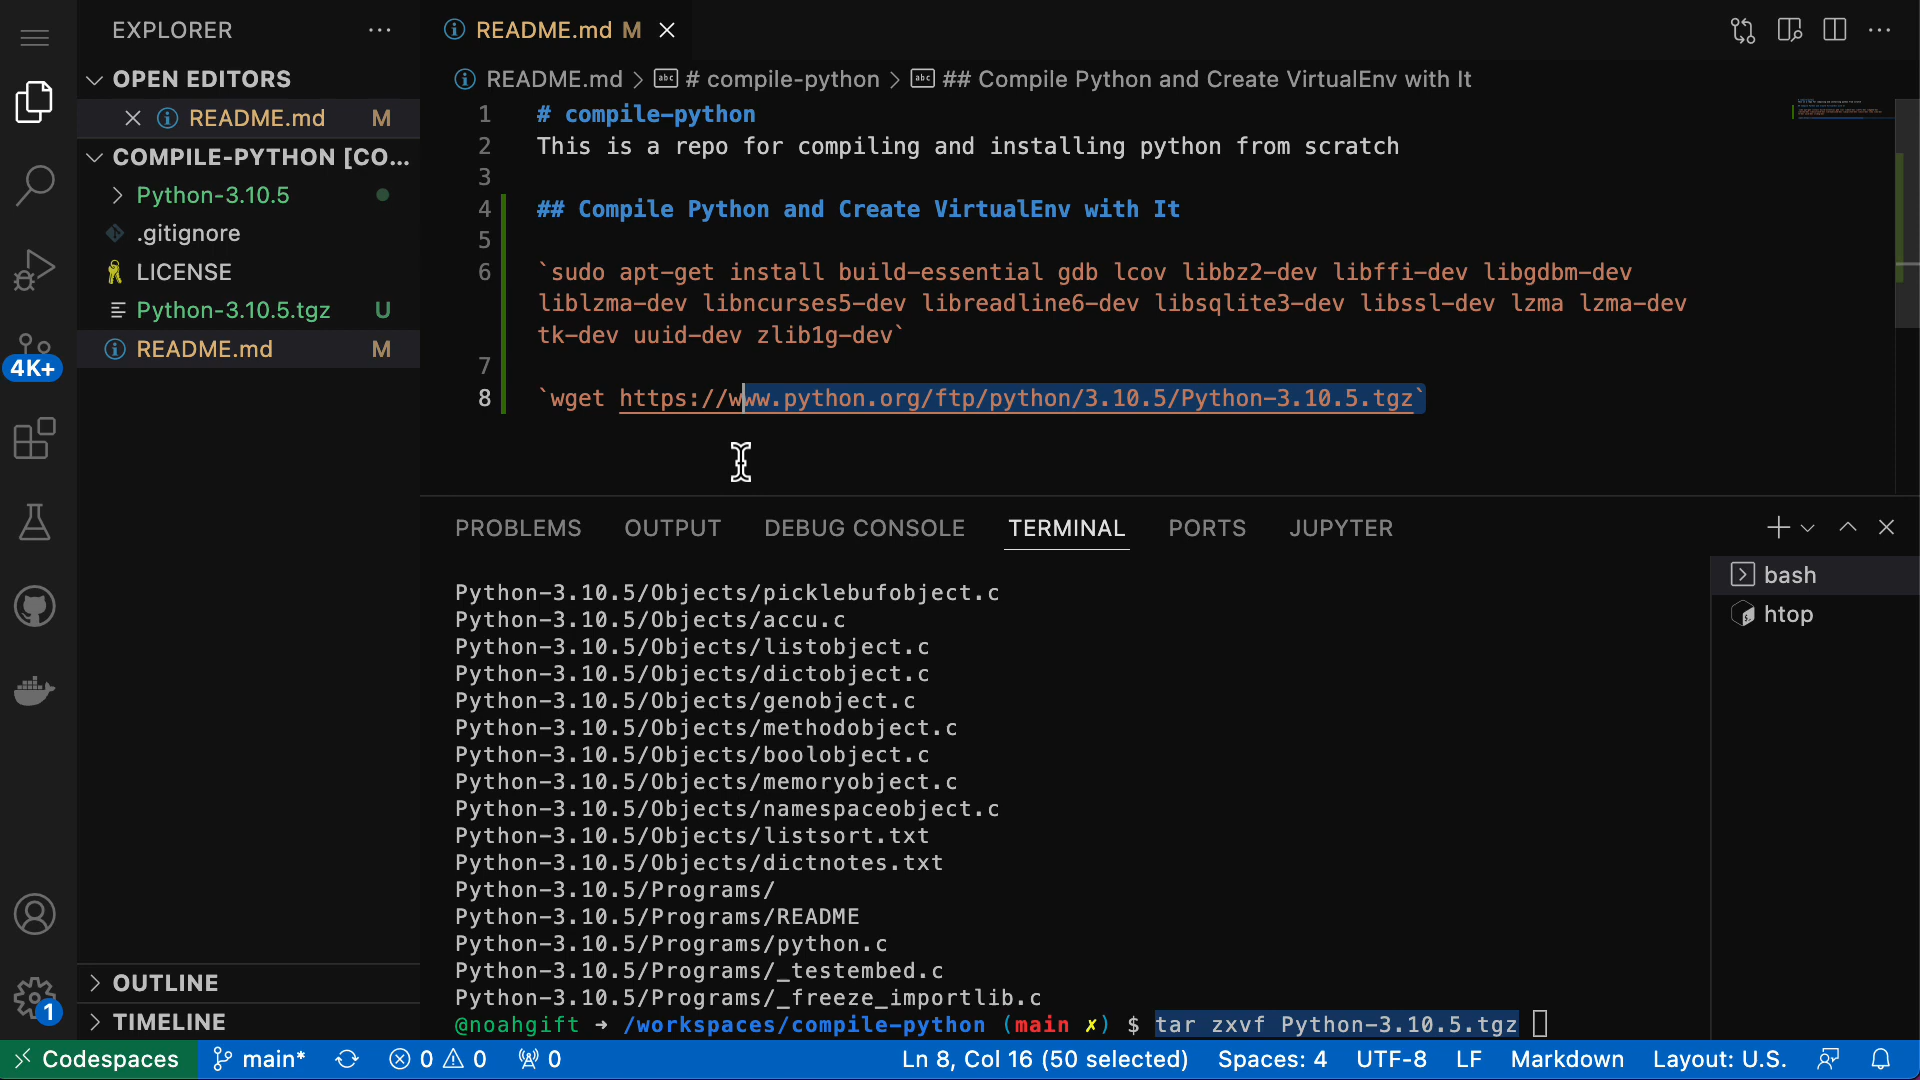 EXPLORER
OPEN EDITORS
README.md M
COMPILE-PYTHON [CO...
Python-3.10.5
.gitignore
LICENSE
Python-3.10.5.tgz U
README.md M
4K+
1
OUTLINE
TIMELINE
README.md M
README.md > abc # compile-python > abc ## Compile Python and Create VirtualEnv with It
1 # compile-python
2 This is a repo for compiling and installing python from scratch
3
4 ## Compile Python and Create VirtualEnv with It
5
6 `sudo apt-get install build-essential gdb lcov libbz2-dev libffi-dev libgdbm-dev
liblzma-dev libncurses5-dev libreadline6-dev libsqlite3-dev libssl-dev lzma lzma-dev
tk-dev uuid-dev zlib1g-dev`
7
8 `wget https://www.python.org/ftp/python/3.10.5/Python-3.10.5.tgz`
PROBLEMS OUTPUT DEBUG CONSOLE TERMINAL PORTS JUPYTER
bash
htop
Python-3.10.5/Objects/picklebufobject.c
Python-3.10.5/Objects/accu.c
Python-3.10.5/Objects/listobject.c
Python-3.10.5/Objects/dictobject.c
Python-3.10.5/Objects/genobject.c
Python-3.10.5/Objects/methodobject.c
Python-3.10.5/Objects/boolobject.c
Python-3.10.5/Objects/memoryobject.c
Python-3.10.5/Objects/namespaceobject.c
Python-3.10.5/Objects/listsort.txt
Python-3.10.5/Objects/dictnotes.txt
Python-3.10.5/Programs/
Python-3.10.5/Programs/README
Python-3.10.5/Programs/python.c
Python-3.10.5/Programs/_testembed.c
Python-3.10.5/Programs/_freeze_importlib.c
@noahgift → /workspaces/compile-python (main ✗) $ tar zxvf Python-3.10.5.tgz
Codespaces main* 0 0 0 Ln 8, Col 16 (50 selected) Spaces: 4 UTF-8 LF Markdown Layout: U.S.